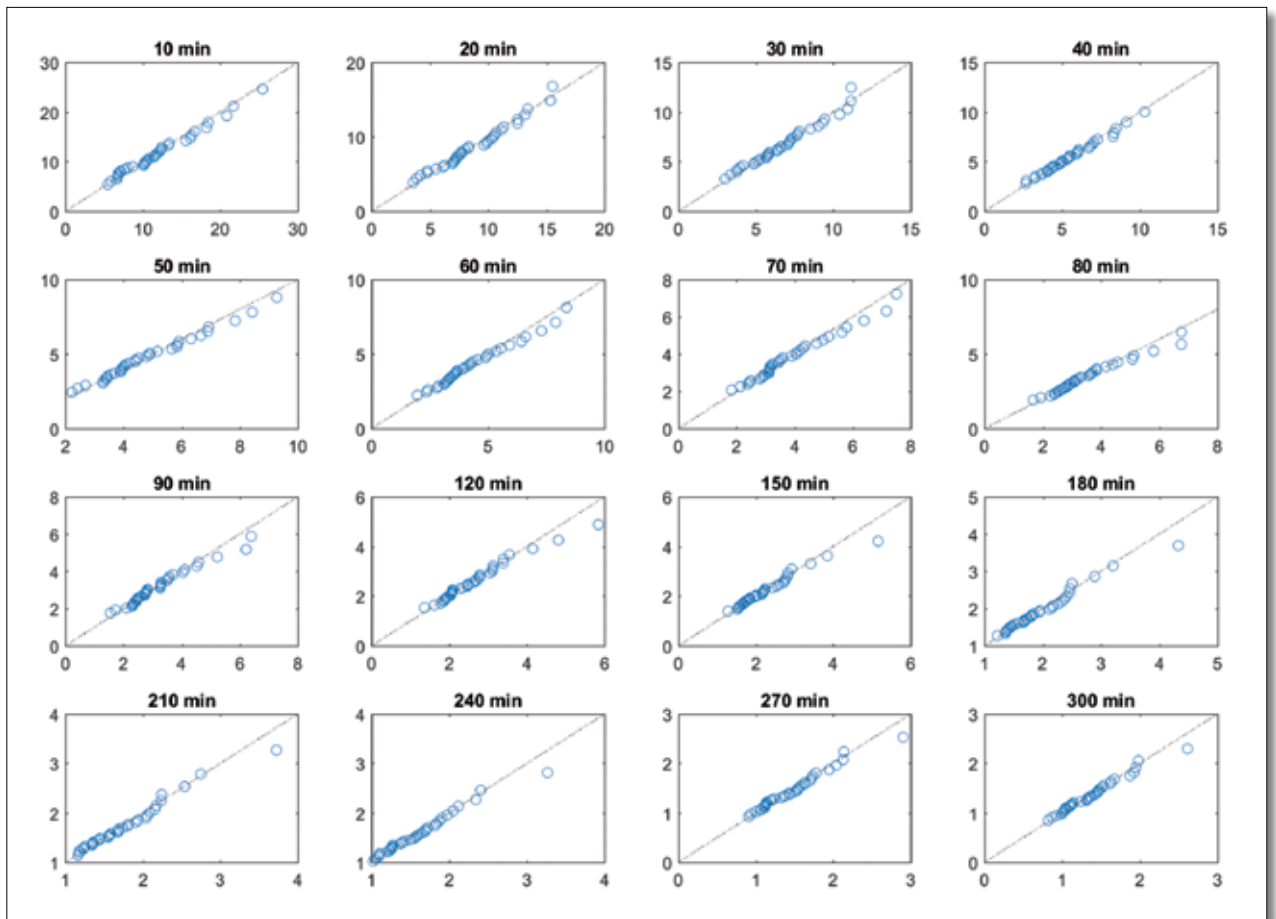 10 min 20 min 30 min 40 min
30 20 15 15
20
10 10 10
10 5 5
0 0 0 0
0 10 20 30 0 5 10 15 20 0 5 10 15 0 5 10 15
50 min 60 min 70 min 80 min
10 10 8 10
6
5 5 4 5
2
0 0 0 0
2 4 6 8 10 0 5 10 0 2 4 6 8 0 2 4 6 8
90 min 120 min 150 min 180 min
8 6 6 5
6 4 4 4
4 3
2 2 2 2
0 0 0 1
0 2 4 6 8 0 2 4 6 0 2 4 6 1 2 3 4 5
210 min 240 min 270 min 300 min
4 4 3 3
3 3 2 2
2 2 1 1
1 1 0 0
1 2 3 4 1 2 3 4 0 1 2 3 0 1 2 3